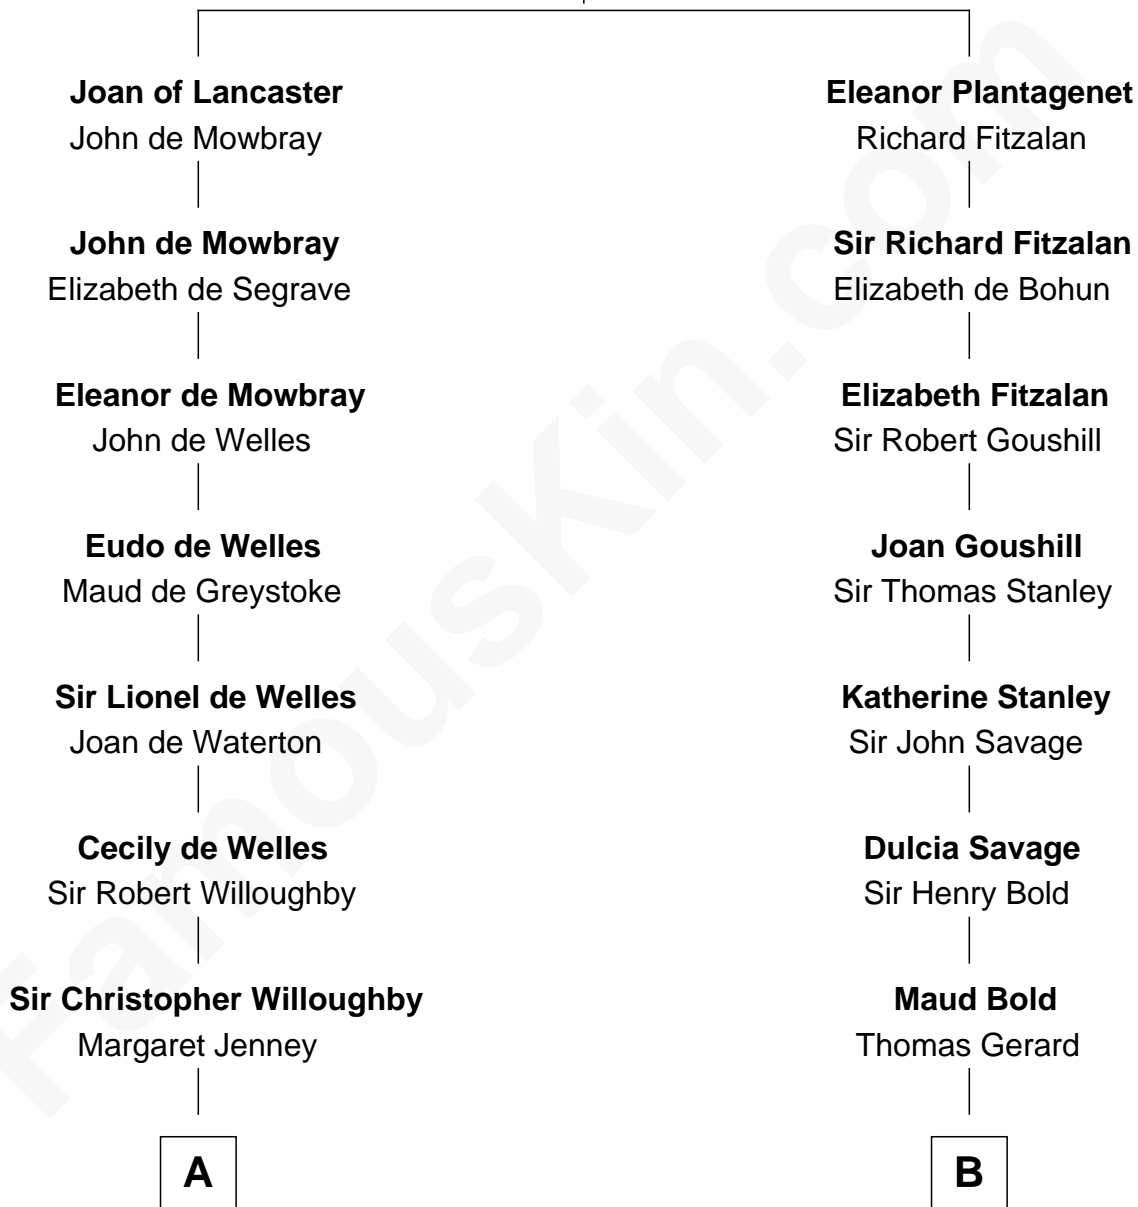 Joan of Lancaster
John de Mowbray
John de Mowbray
Elizabeth de Segrave
Eleanor de Mowbray
John de Welles
Eudo de Welles
Maud de Greystoke
Sir Lionel de Welles
Joan de Waterton
Cecily de Welles
Sir Robert Willoughby
Sir Christopher Willoughby
Margaret Jenney
A
Eleanor Plantagenet
Richard Fitzalan
Sir Richard Fitzalan
Elizabeth de Bohun
Elizabeth Fitzalan
Sir Robert Goushill
Joan Goushill
Sir Thomas Stanley
Katherine Stanley
Sir John Savage
Dulcia Savage
Sir Henry Bold
Maud Bold
Thomas Gerard
B
FamousKin.com